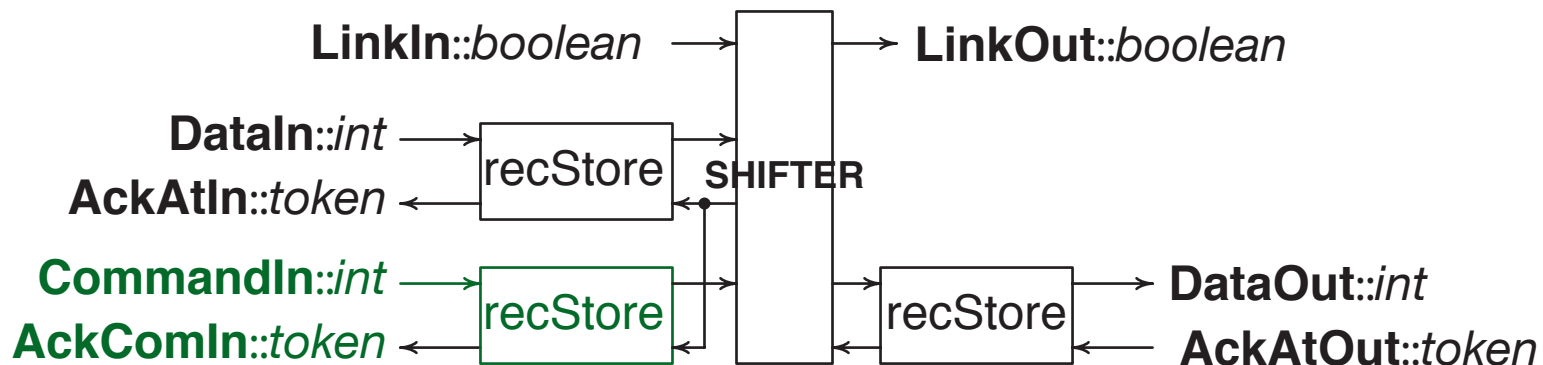 LinkIn::boolean LinkOut::boolean
DataIn::int
recStore
SHIFTER
AckAtIn::token
CommandIn::int
DataOut::int
recStore
recStore
AckComIn::token
AckAtOut::token